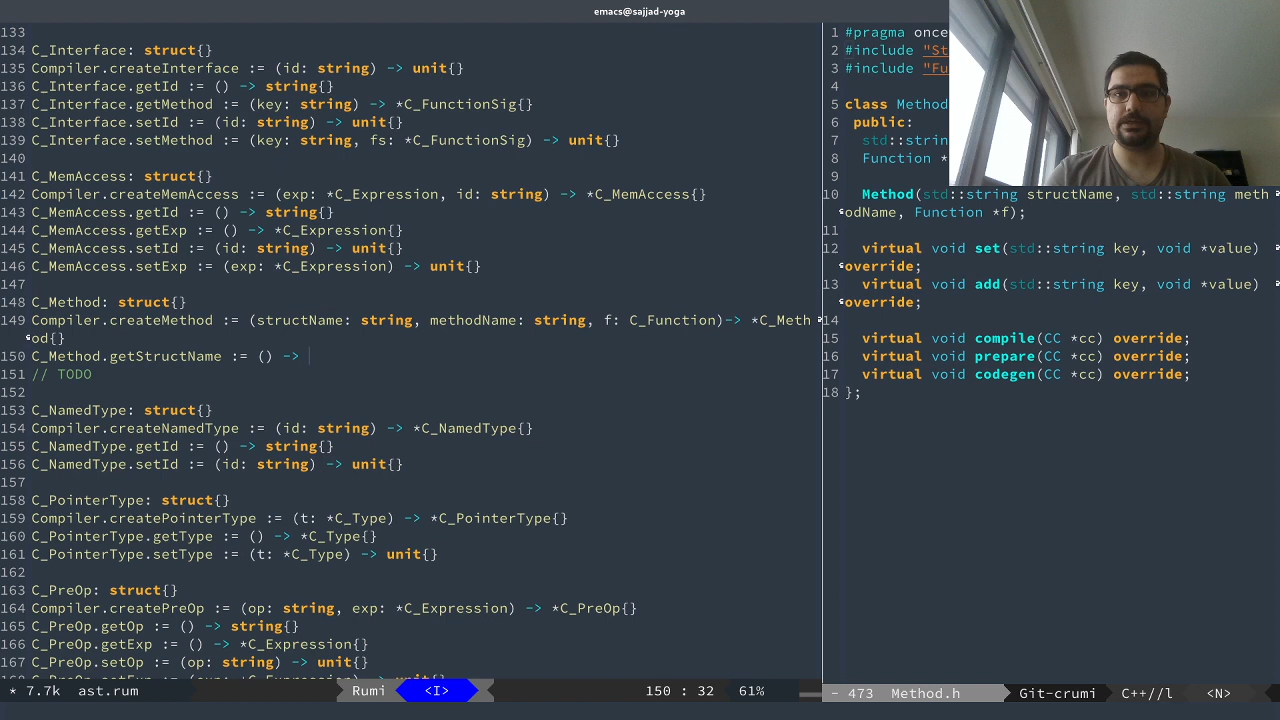 emacs@sajjad-yoga
133
134 C_Interface: struct{}
135 Compiler.createInterface := (id: string) -> unit{}
136 C_Interface.getId := () -> string{}
137 C_Interface.getMethod := (key: string) -> *C_FunctionSig{}
138 C_Interface.setId := (id: string) -> unit{}
139 C_Interface.setMethod := (key: string, fs: *C_FunctionSig) -> unit{}
140
141 C_MemAccess: struct{}
142 Compiler.createMemAccess := (exp: *C_Expression, id: string) -> *C_MemAccess{}
143 C_MemAccess.getId := () -> string{}
144 C_MemAccess.getExp := () -> *C_Expression{}
145 C_MemAccess.setId := (id: string) -> unit{}
146 C_MemAccess.setExp := (exp: *C_Expression) -> unit{}
147
148 C_Method: struct{}
149 Compiler.createMethod := (structName: string, methodName: string, f: C_Function)-> *C_Meth
od{}
150 C_Method.getStructName := () ->
151 // TODO
152
153 C_NamedType: struct{}
154 Compiler.createNamedType := (id: string) -> *C_NamedType{}
155 C_NamedType.getId := () -> string{}
156 C_NamedType.setId := (id: string) -> unit{}
157
158 C_PointerType: struct{}
159 Compiler.createPointerType := (t: *C_Type) -> *C_PointerType{}
160 C_PointerType.getType := () -> *C_Type{}
161 C_PointerType.setType := (t: *C_Type) -> unit{}
162
163 C_PreOp: struct{}
164 Compiler.createPreOp := (op: string, exp: *C_Expression) -> *C_PreOp{}
165 C_PreOp.getOp := () -> string{}
166 C_PreOp.getExp := () -> *C_Expression{}
167 C_PreOp.setOp := (op: string) -> unit{}
* 7.7k ast.rum Rumi <I> 150 : 32 61%
1 #pragma once
2 #include "St
3 #include "Fu
4
5 class Method
6 public:
7 std::strin
8 Function *
10 Method(std::string structName, std::string meth
odName, Function *f);
11
12 virtual void set(std::string key, void *value)
override;
13 virtual void add(std::string key, void *value)
override;
14
15 virtual void compile(CC *cc) override;
16 virtual void prepare(CC *cc) override;
17 virtual void codegen(CC *cc) override;
18 };
- 473 Method.h Git-crumi C++//l <N>